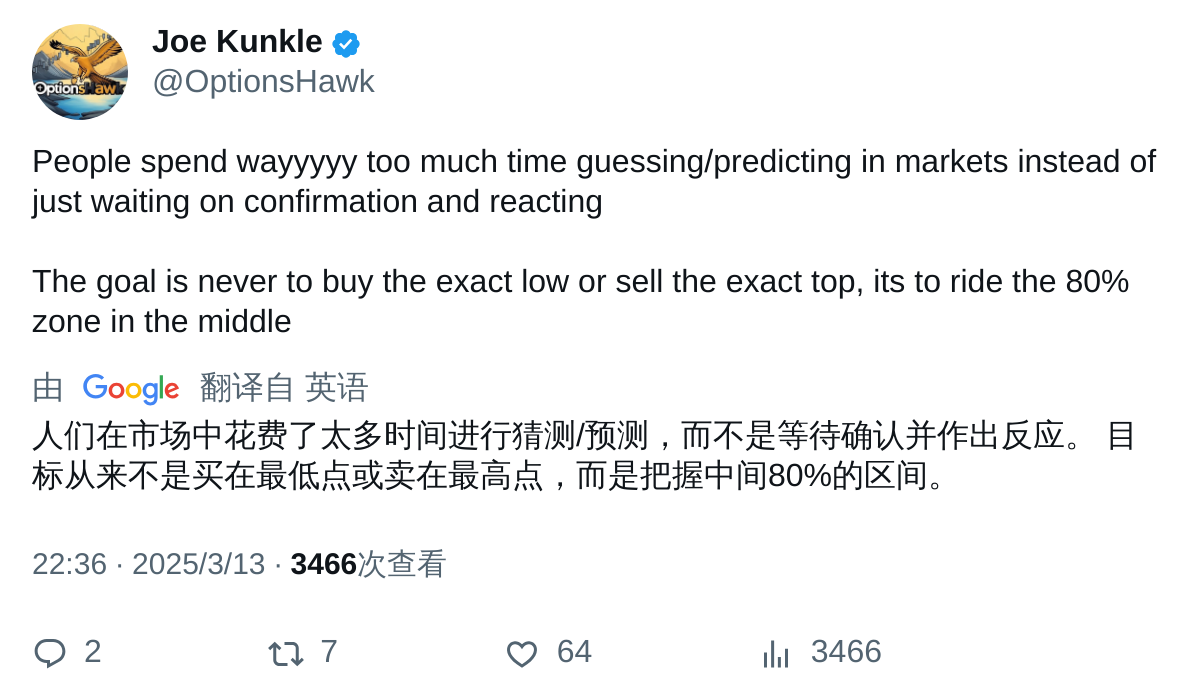 Joe Kunkle
@OptionsHawk
OptionsHawk
People spend wayyyyy too much time guessing/predicting in markets instead of
just waiting on confirmation and reacting
The goal is never to buy the exact low or sell the exact top, its to ride the 80%
zone in the middle
由 Google 翻译自 英语
人们在市场中花费了太多时间进行猜测/预测，而不是等待确认并作出反应。 目
标从来不是买在最低点或卖在最高点，而是把握中间80%的区间。
22:36 · 2025/3/13 · 3466次查看
2 7 64 3466